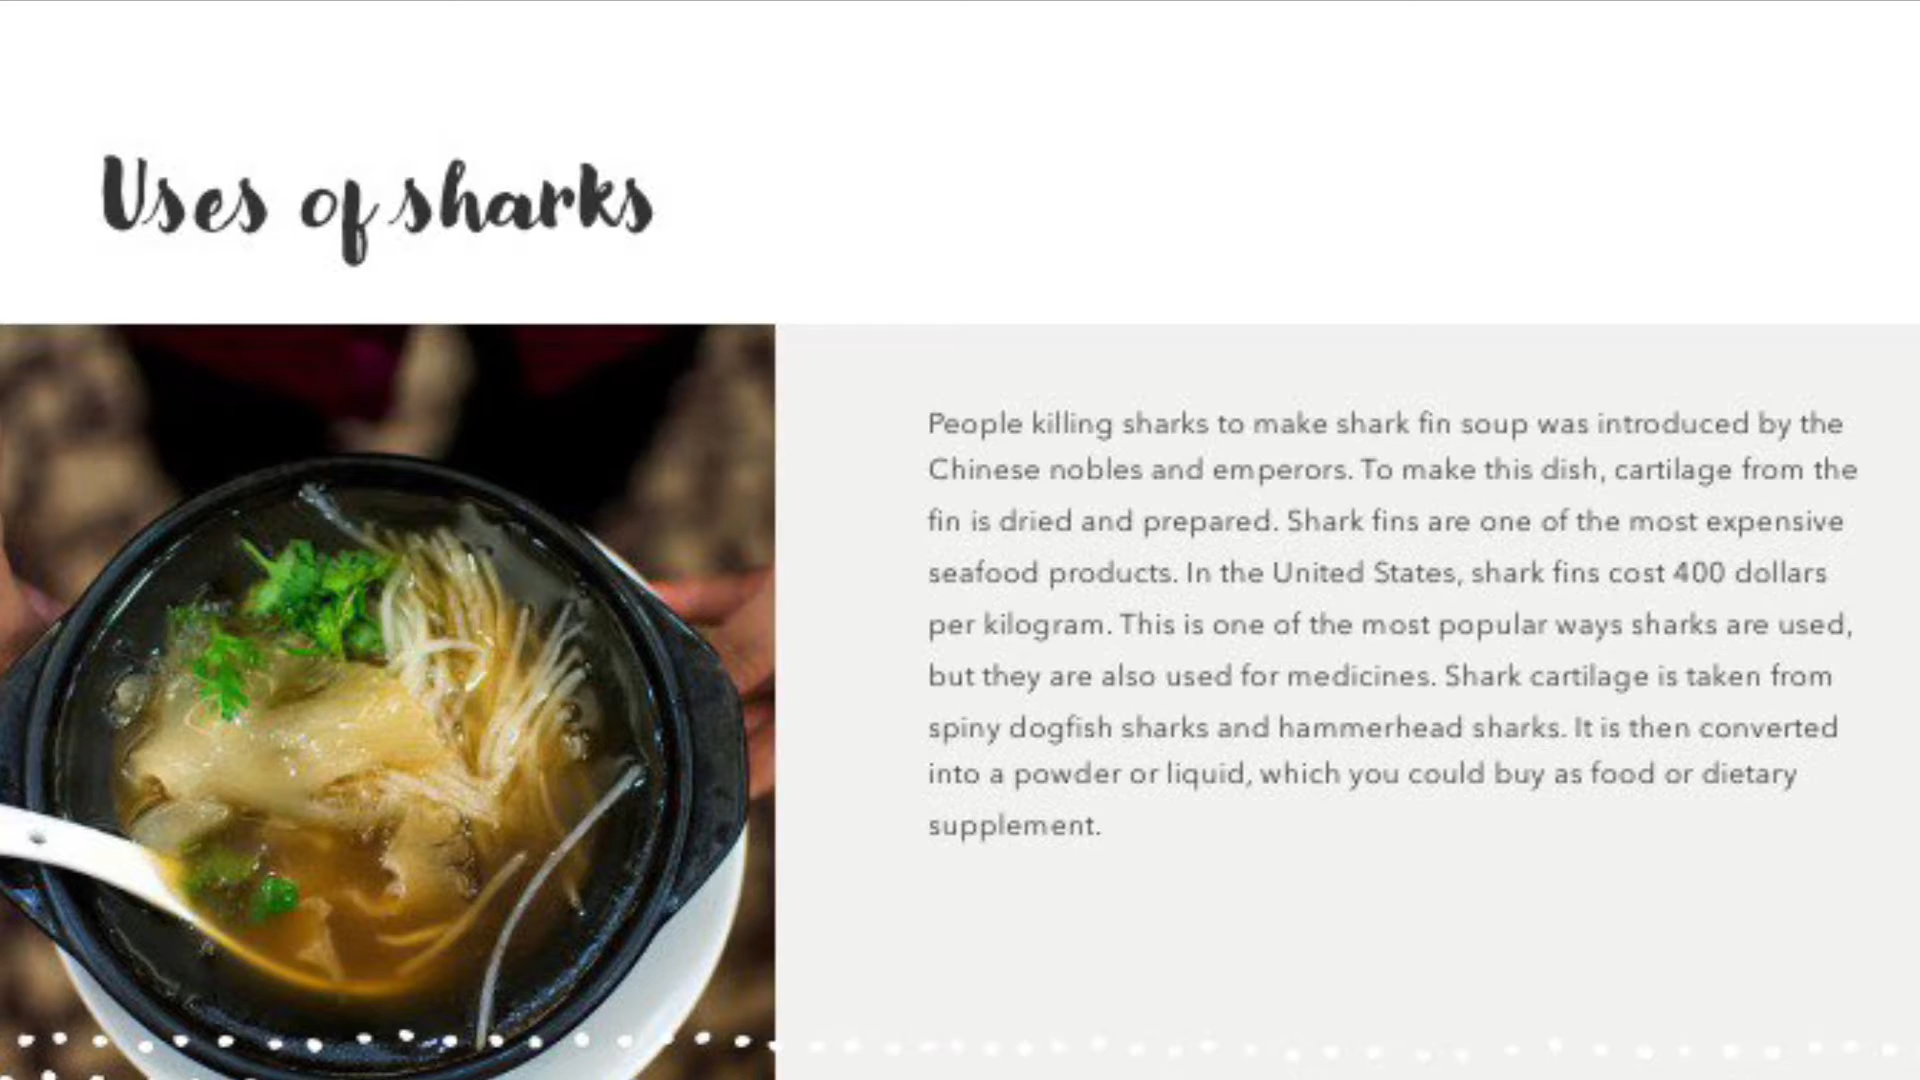 Uses of sharks
People killing sharks to make shark fin soup was introduced by the
Chinese nobles and emperors. To make this dish, cartilage from the
fin is dried and prepared. Shark fins are one of the most expensive
seafood products. In the United States, shark fins cost 400 dollars
per kilogram. This is one of the most popular ways sharks are used,
but they are also used for medicines. Shark cartilage is taken from
spiny dogfish sharks and hammerhead sharks. It is then converted
into a powder or liquid, which you could buy as food or dietary
supplement.